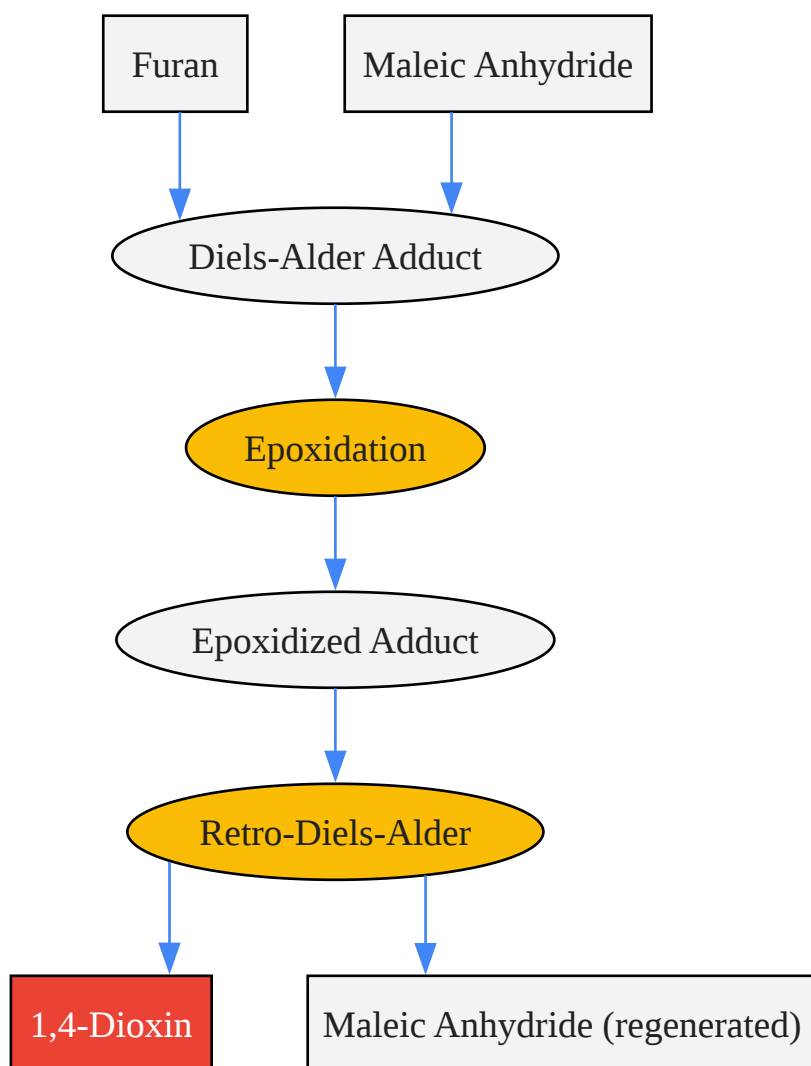 Furan
Maleic Anhydride
Diels-Alder Adduct
Epoxidation
Epoxidized Adduct
Retro-Diels-Alder
1,4-Dioxin
Maleic Anhydride (regenerated)